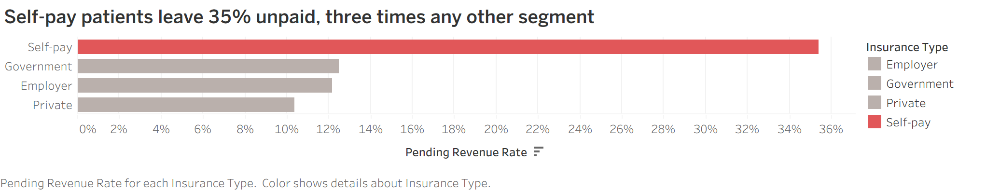 Self-pay patients leave 35% unpaid, three times any other segment
Self-pay
Government
Employer
Private
0% 2% 4% 6% 8% 10% 12% 14% 16% 18% 20% 22% 24% 26% 28% 30% 32% 34% 36%
Pending Revenue Rate
Insurance Type
Employer
Government
Private
Self-pay
Pending Revenue Rate for each Insurance Type.  Color shows details about Insurance Type.